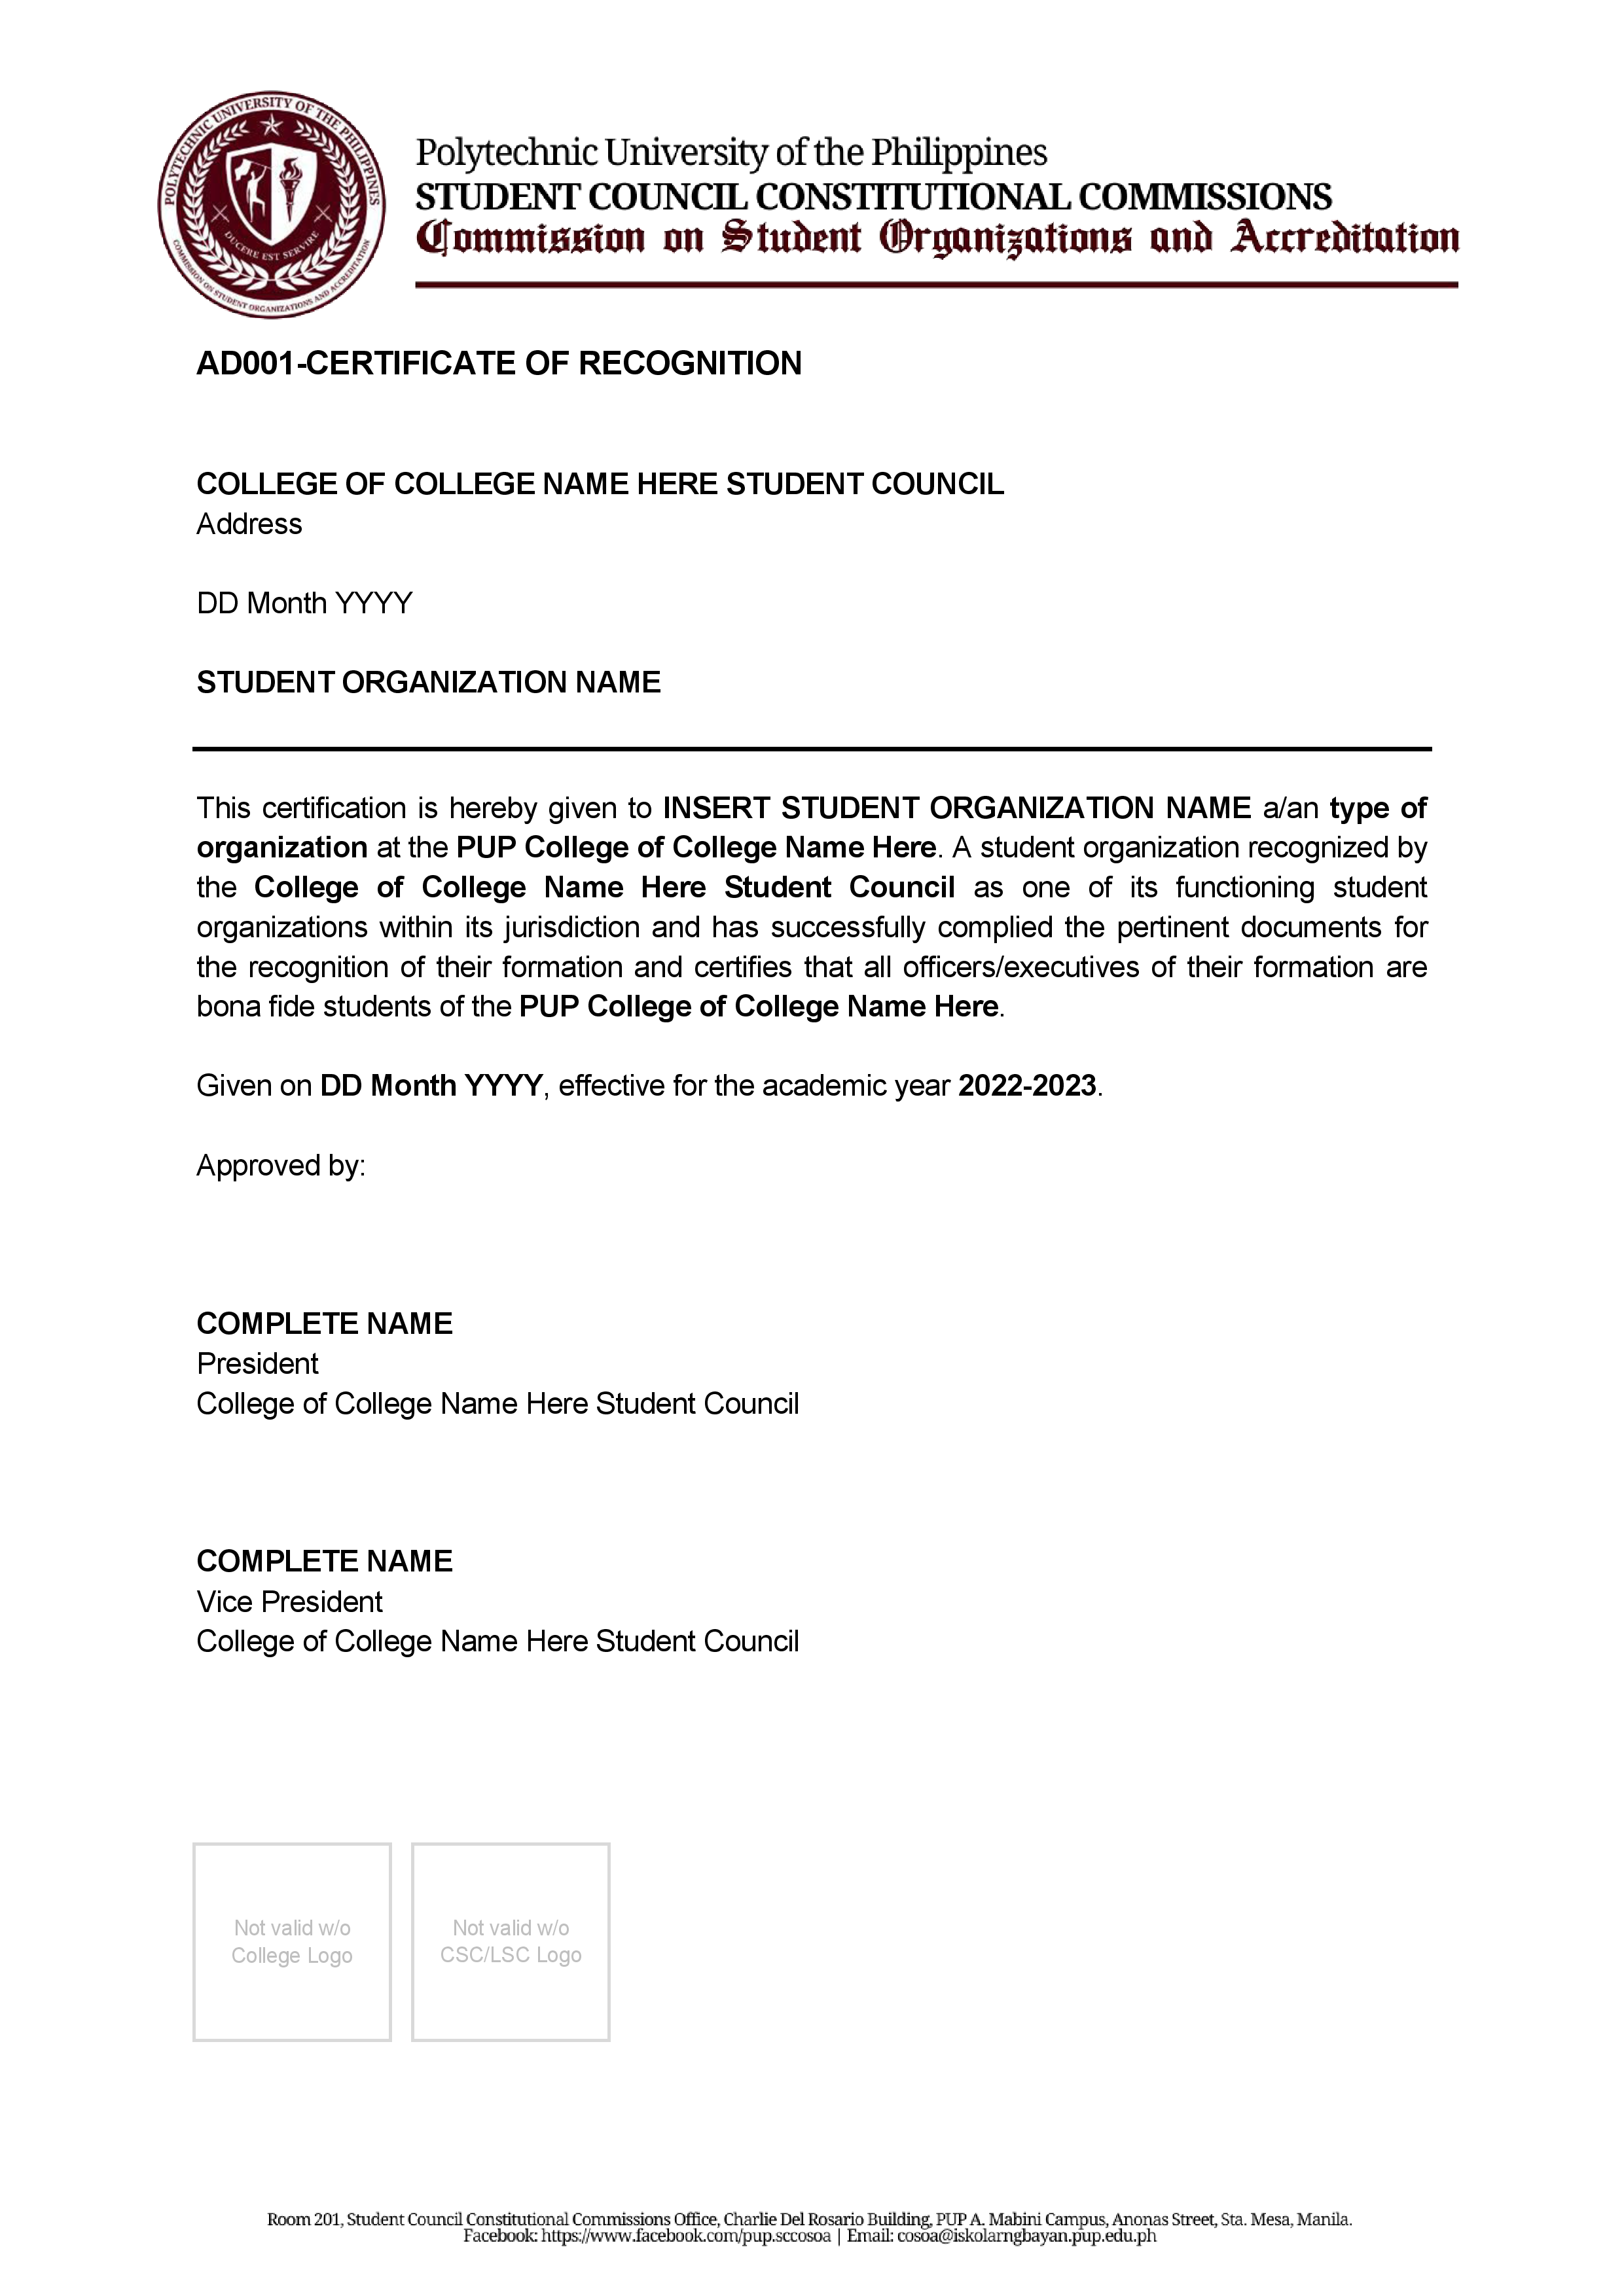 POLYTECHNIC UNIVERSITY OF THE PHILIPPINES
DUCERE EST SERVIRE
COMMISSION ON STUDENT ORGANIZATIONS AND ACCREDITATION
Polytechnic University of the Philippines
STUDENT COUNCIL CONSTITUTIONAL COMMISSIONS
Commission on Student Organizations and Accreditation
AD001-CERTIFICATE OF RECOGNITION
COLLEGE OF COLLEGE NAME HERE STUDENT COUNCIL
Address
DD Month YYYY
STUDENT ORGANIZATION NAME
This certification is hereby given to INSERT STUDENT ORGANIZATION NAME a/an type of
organization at the PUP College of College Name Here. A student organization recognized by
the College of College Name Here Student Council as one of its functioning student
organizations within its jurisdiction and has successfully complied the pertinent documents for
the recognition of their formation and certifies that all officers/executives of their formation are
bona fide students of the PUP College of College Name Here.
Given on DD Month YYYY, effective for the academic year 2022-2023.
Approved by:
COMPLETE NAME
President
College of College Name Here Student Council
COMPLETE NAME
Vice President
College of College Name Here Student Council
Not valid w/o
College Logo
Not valid w/o
CSC/LSC Logo
Room 201, Student Council Constitutional Commissions Office, Charlie Del Rosario Building, PUP A. Mabini Campus, Anonas Street, Sta. Mesa, Manila.
Facebook: https://www.facebook.com/pup.sccosoa | Email: cosoa@iskolarngbayan.pup.edu.ph